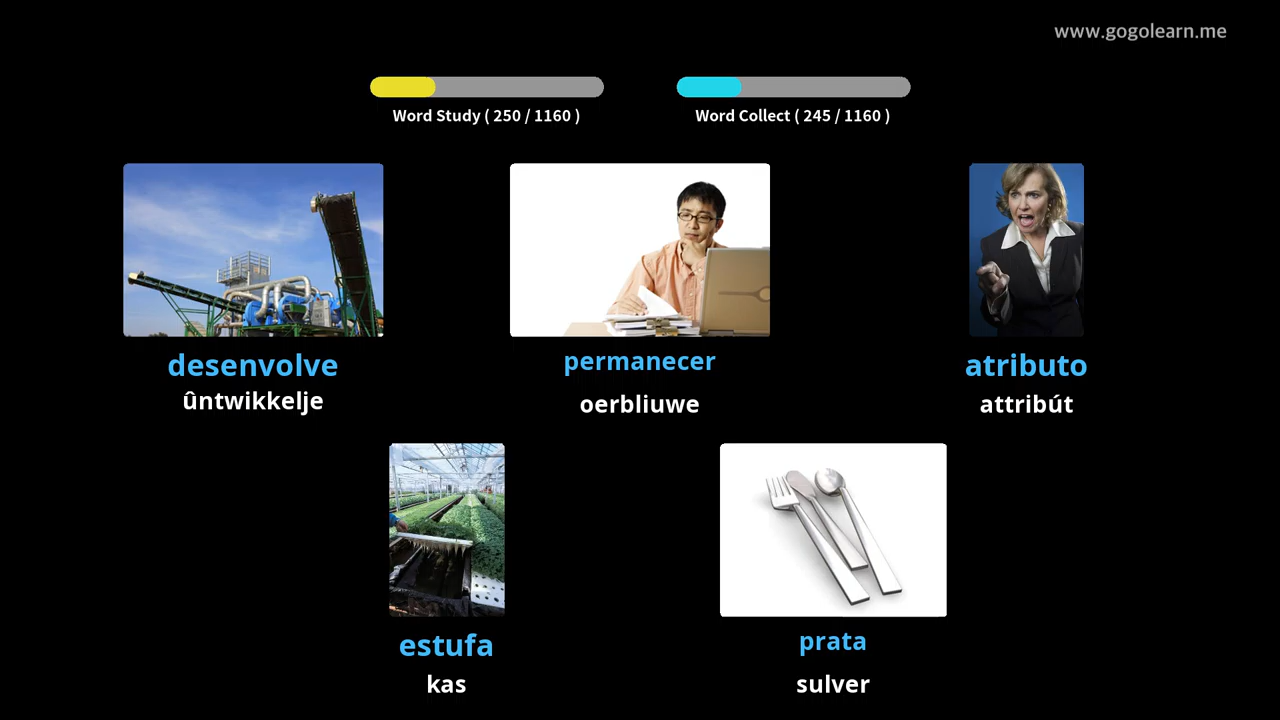 www.gogolearn.me
Word Study ( 250 / 1160 )
Word Collect ( 245 / 1160 )
desenvolve
ûntwikkelje
permanecer
oerbliuwe
atributo
attribút
estufa
kas
prata
sulver